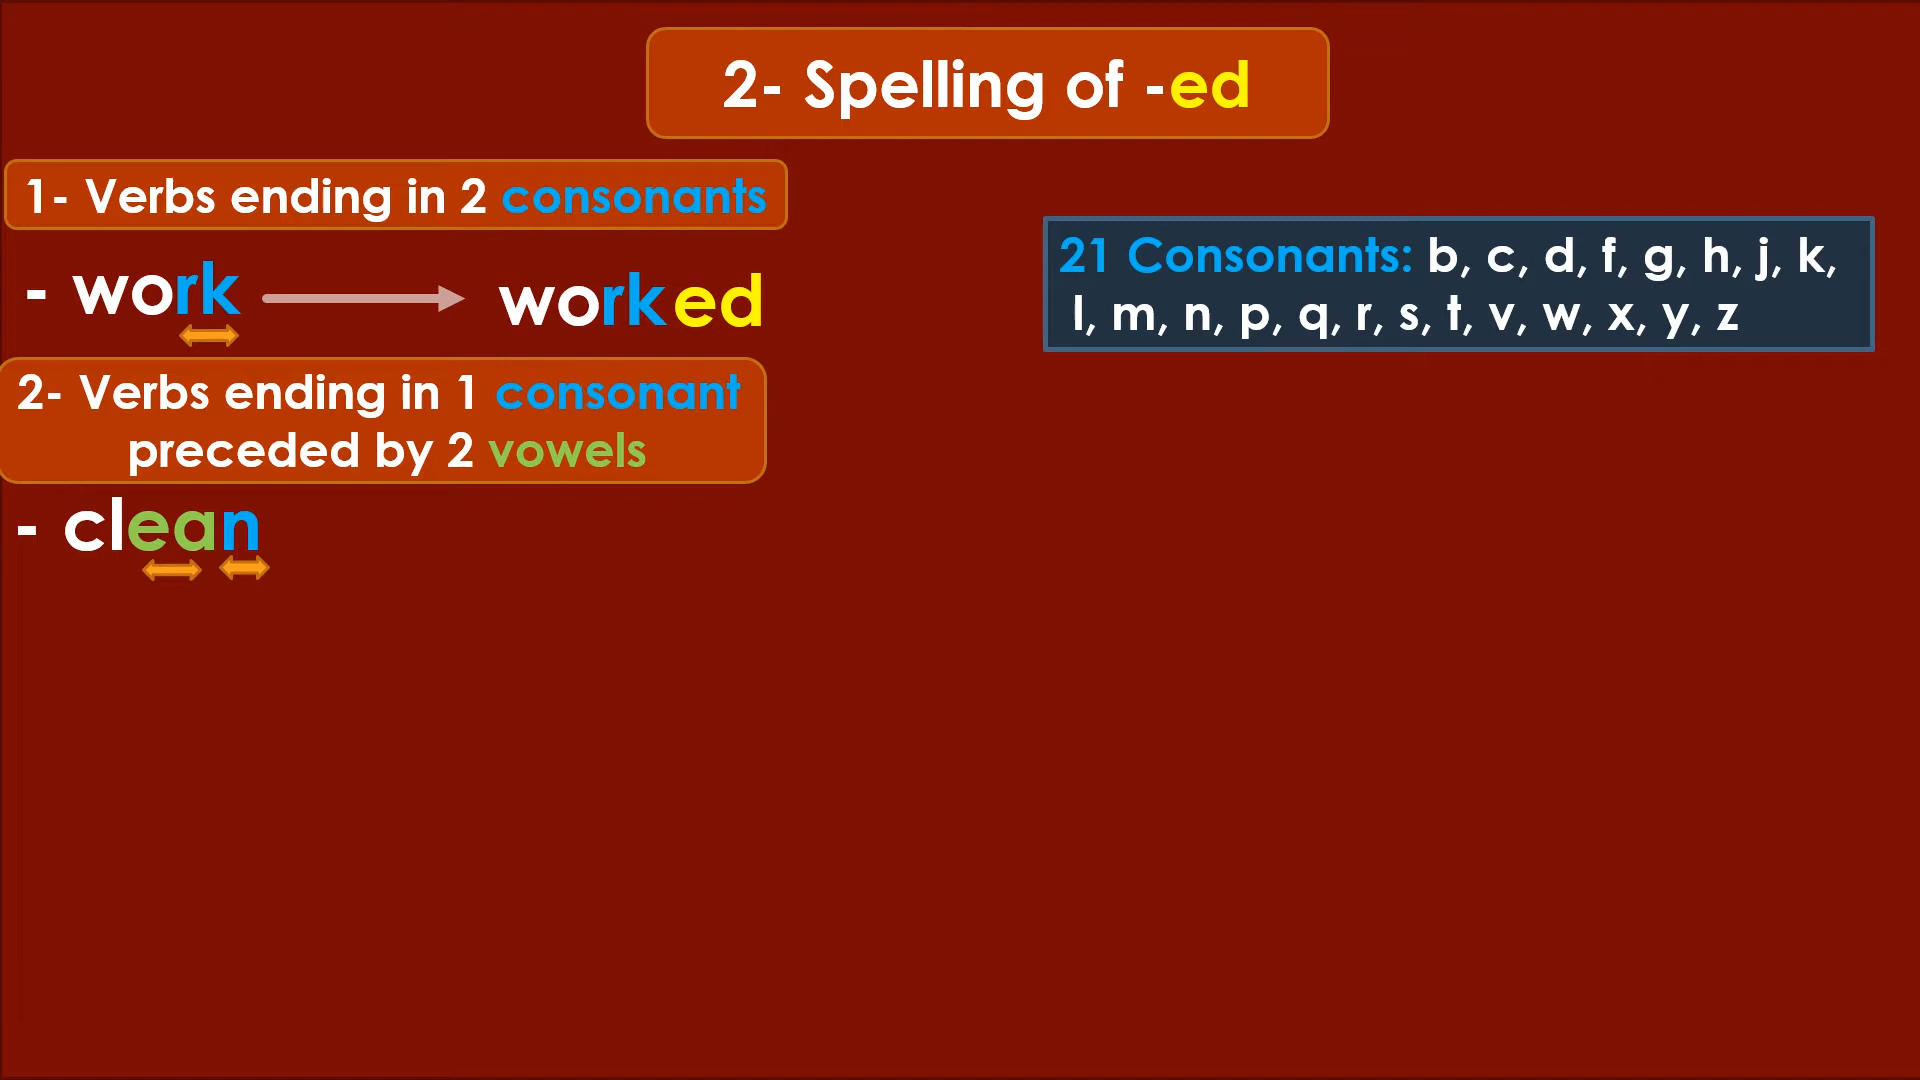 2- Spelling of -ed
1- Verbs ending in 2 consonants
- work worked
21 Consonants: b, c, d, f, g, h, j, k,
l, m, n, p, q, r, s, t, v, w, x, y, z
2- Verbs ending in 1 consonant
preceded by 2 vowels
- clean